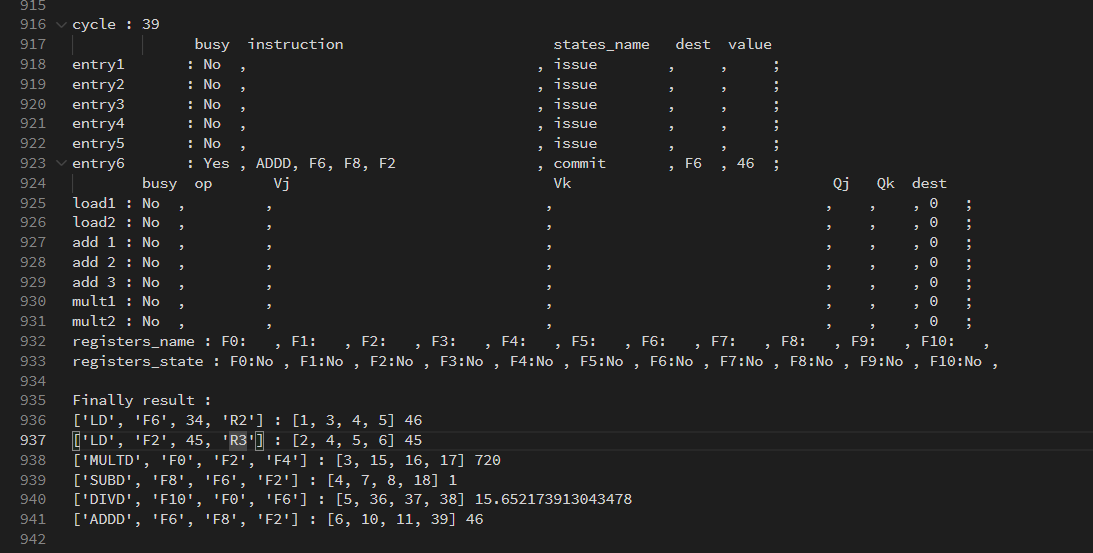 915
916 cycle : 39
917 busy instruction states_name dest value
918 entry1 : No , , issue , , ;
919 entry2 : No , , issue , , ;
920 entry3 : No , , issue , , ;
921 entry4 : No , , issue , , ;
922 entry5 : No , , issue , , ;
923 entry6 : Yes , ADDD, F6, F8, F2 , commit , F6 , 46 ;
924 busy op Vj Vk Qj Qk dest
925 load1 : No , , , , , , 0 ;
926 load2 : No , , , , , , 0 ;
927 add 1 : No , , , , , , 0 ;
928 add 2 : No , , , , , , 0 ;
929 add 3 : No , , , , , , 0 ;
930 mult1 : No , , , , , , 0 ;
931 mult2 : No , , , , , , 0 ;
932 registers_name : F0: , F1: , F2: , F3: , F4: , F5: , F6: , F7: , F8: , F9: , F10: ,
933 registers_state : F0:No , F1:No , F2:No , F3:No , F4:No , F5:No , F6:No , F7:No , F8:No , F9:No , F10:No ,
934
935 Finally result :
936 ['LD', 'F6', 34, 'R2'] : [1, 3, 4, 5] 46
937 ['LD', 'F2', 45, 'R3'] : [2, 4, 5, 6] 45
938 ['MULTD', 'F0', 'F2', 'F4'] : [3, 15, 16, 17] 720
939 ['SUBD', 'F8', 'F6', 'F2'] : [4, 7, 8, 18] 1
940 ['DIVD', 'F10', 'F0', 'F6'] : [5, 36, 37, 38] 15.652173913043478
941 ['ADDD', 'F6', 'F8', 'F2'] : [6, 10, 11, 39] 46
942